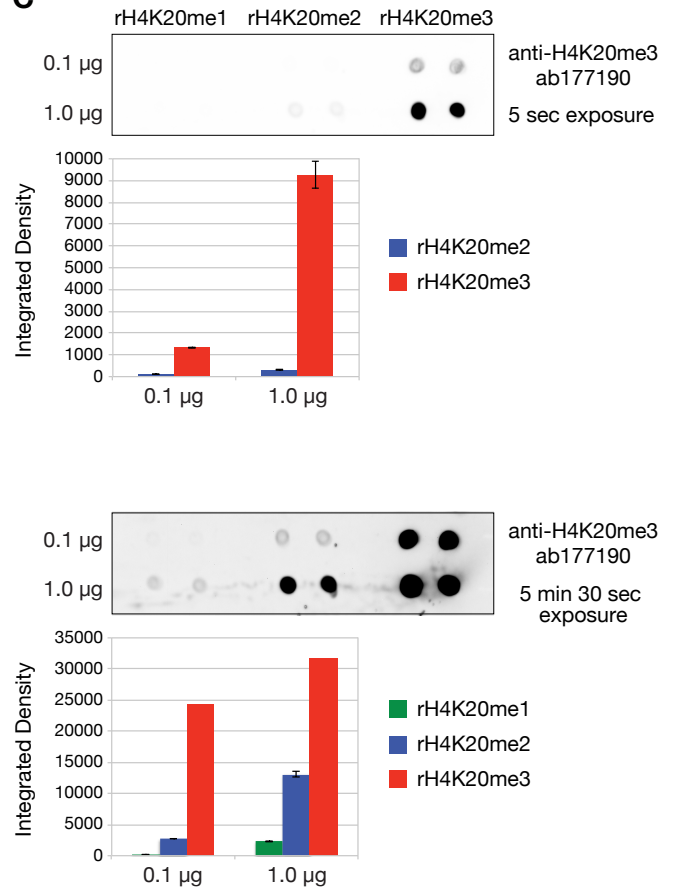 rH4K20me1 rH4K20me2 rH4K20me3
0.1 µg
1.0 µg
anti-H4K20me3
ab177190
5 sec exposure
Integrated Density
10000
9000
8000
7000
6000
5000
4000
3000
2000
1000
0
0.1 µg 1.0 µg
rH4K20me2
rH4K20me3
0.1 µg
1.0 µg
anti-H4K20me3
ab177190
5 min 30 sec
exposure
Integrated Density
35000
30000
25000
20000
15000
10000
5000
0
0.1 µg 1.0 µg
rH4K20me1
rH4K20me2
rH4K20me3